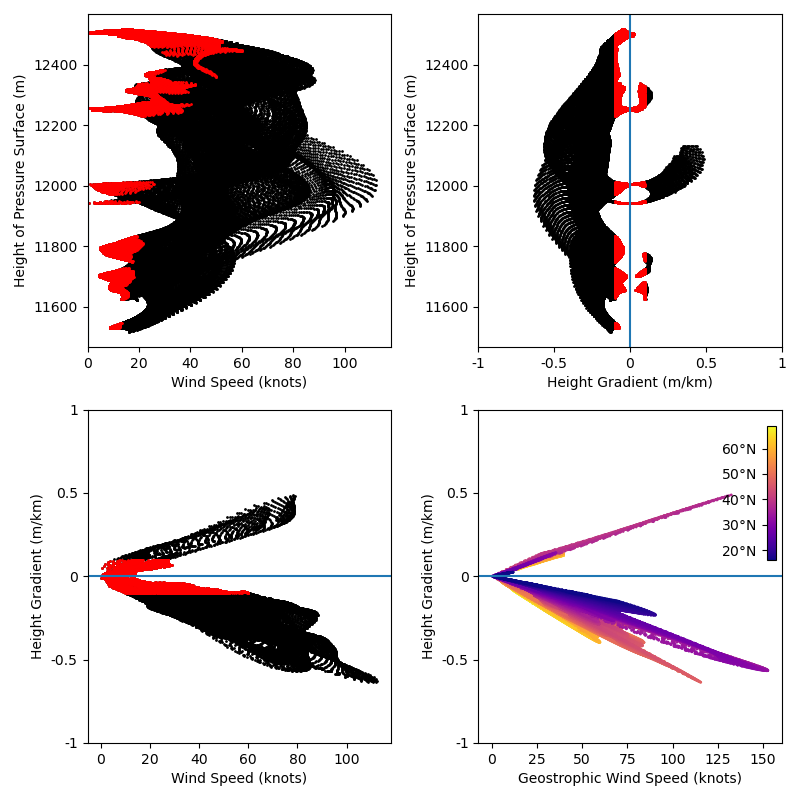 12400
12200
12000
11800
11600
Height of Pressure Surface (m)
0 20 40 60 80 100
Wind Speed (knots)
12400
12200
12000
11800
11600
Height of Pressure Surface (m)
-1 -0.5 0 0.5 1
Height Gradient (m/km)
1
0.5
0
-0.5
-1
Height Gradient (m/km)
0 20 40 60 80 100
Wind Speed (knots)
1
0.5
0
-0.5
-1
Height Gradient (m/km)
60°N
50°N
40°N
30°N
20°N
0 25 50 75 100 125 150
Geostrophic Wind Speed (knots)